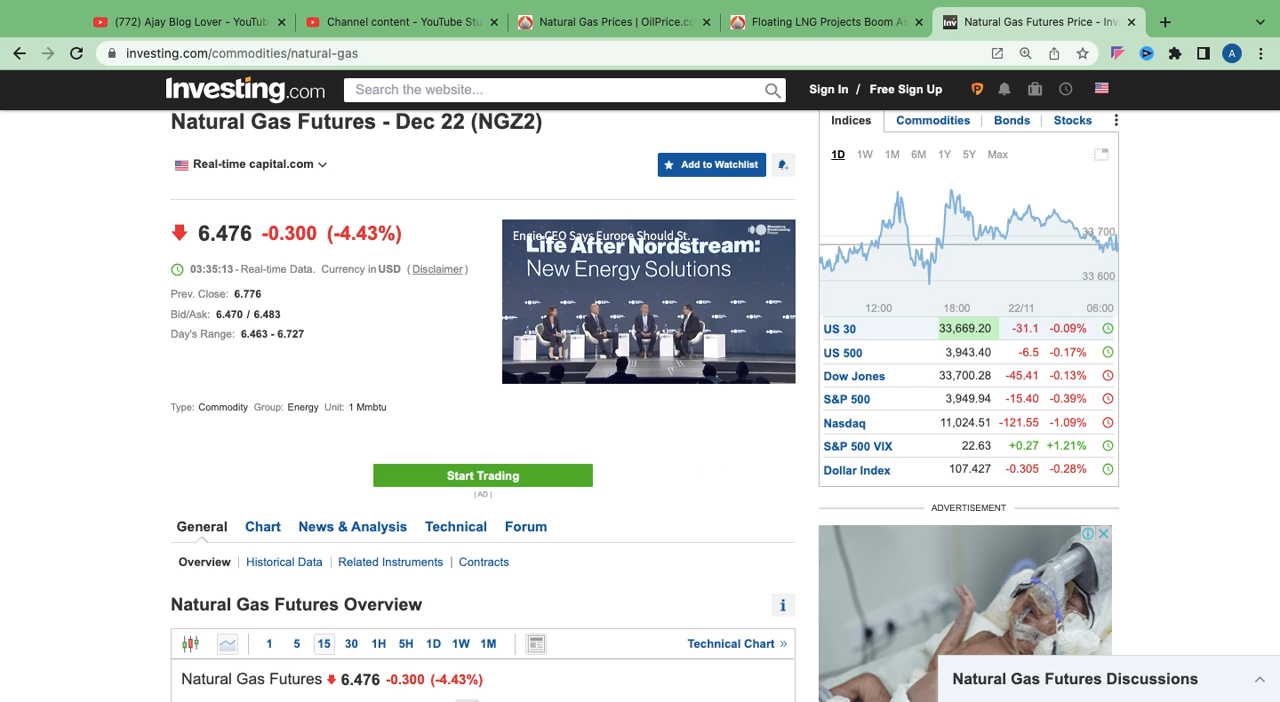 (772) Ajay Blog Lover - YouTub
Channel content - YouTube Stu
Natural Gas Prices | OilPrice.co
Floating LNG Projects Boom A
Natural Gas Futures Price - Inv
investing.com/commodities/natural-gas
A
Investing.com
Search the website...
Sign In / Free Sign Up
Natural Gas Futures - Dec 22 (NGZ2)
Real-time capital.com
Add to Watchlist
6.476 -0.300 (-4.43%)
03:35:13 - Real-time Data. Currency in USD ( Disclaimer )
Prev. Close: 6.776
Bid/Ask: 6.470 / 6.483
Day's Range: 6.463 - 6.727
Engie CEO Says Europe Should St..
Life After Nordstream:
New Energy Solutions
Type: Commodity Group: Energy Unit: 1 Mmbtu
Start Trading
| AD |
General Chart News & Analysis Technical Forum
Overview | Historical Data | Related Instruments | Contracts
Natural Gas Futures Overview
i
1 5 15 30 1H 5H 1D 1W 1M
Technical Chart »
Natural Gas Futures 6.476 -0.300 (-4.43%)
Indices Commodities Bonds Stocks
1D 1W 1M 6M 1Y 5Y Max
33 700
33 600
12:00 18:00 22/11 06:00
US 30 33,669.20 -31.1 -0.09%
US 500 3,943.40 -6.5 -0.17%
Dow Jones 33,700.28 -45.41 -0.13%
S&P 500 3,949.94 -15.40 -0.39%
Nasdaq 11,024.51 -121.55 -1.09%
S&P 500 VIX 22.63 +0.27 +1.21%
Dollar Index 107.427 -0.305 -0.28%
ADVERTISEMENT
Natural Gas Futures Discussions